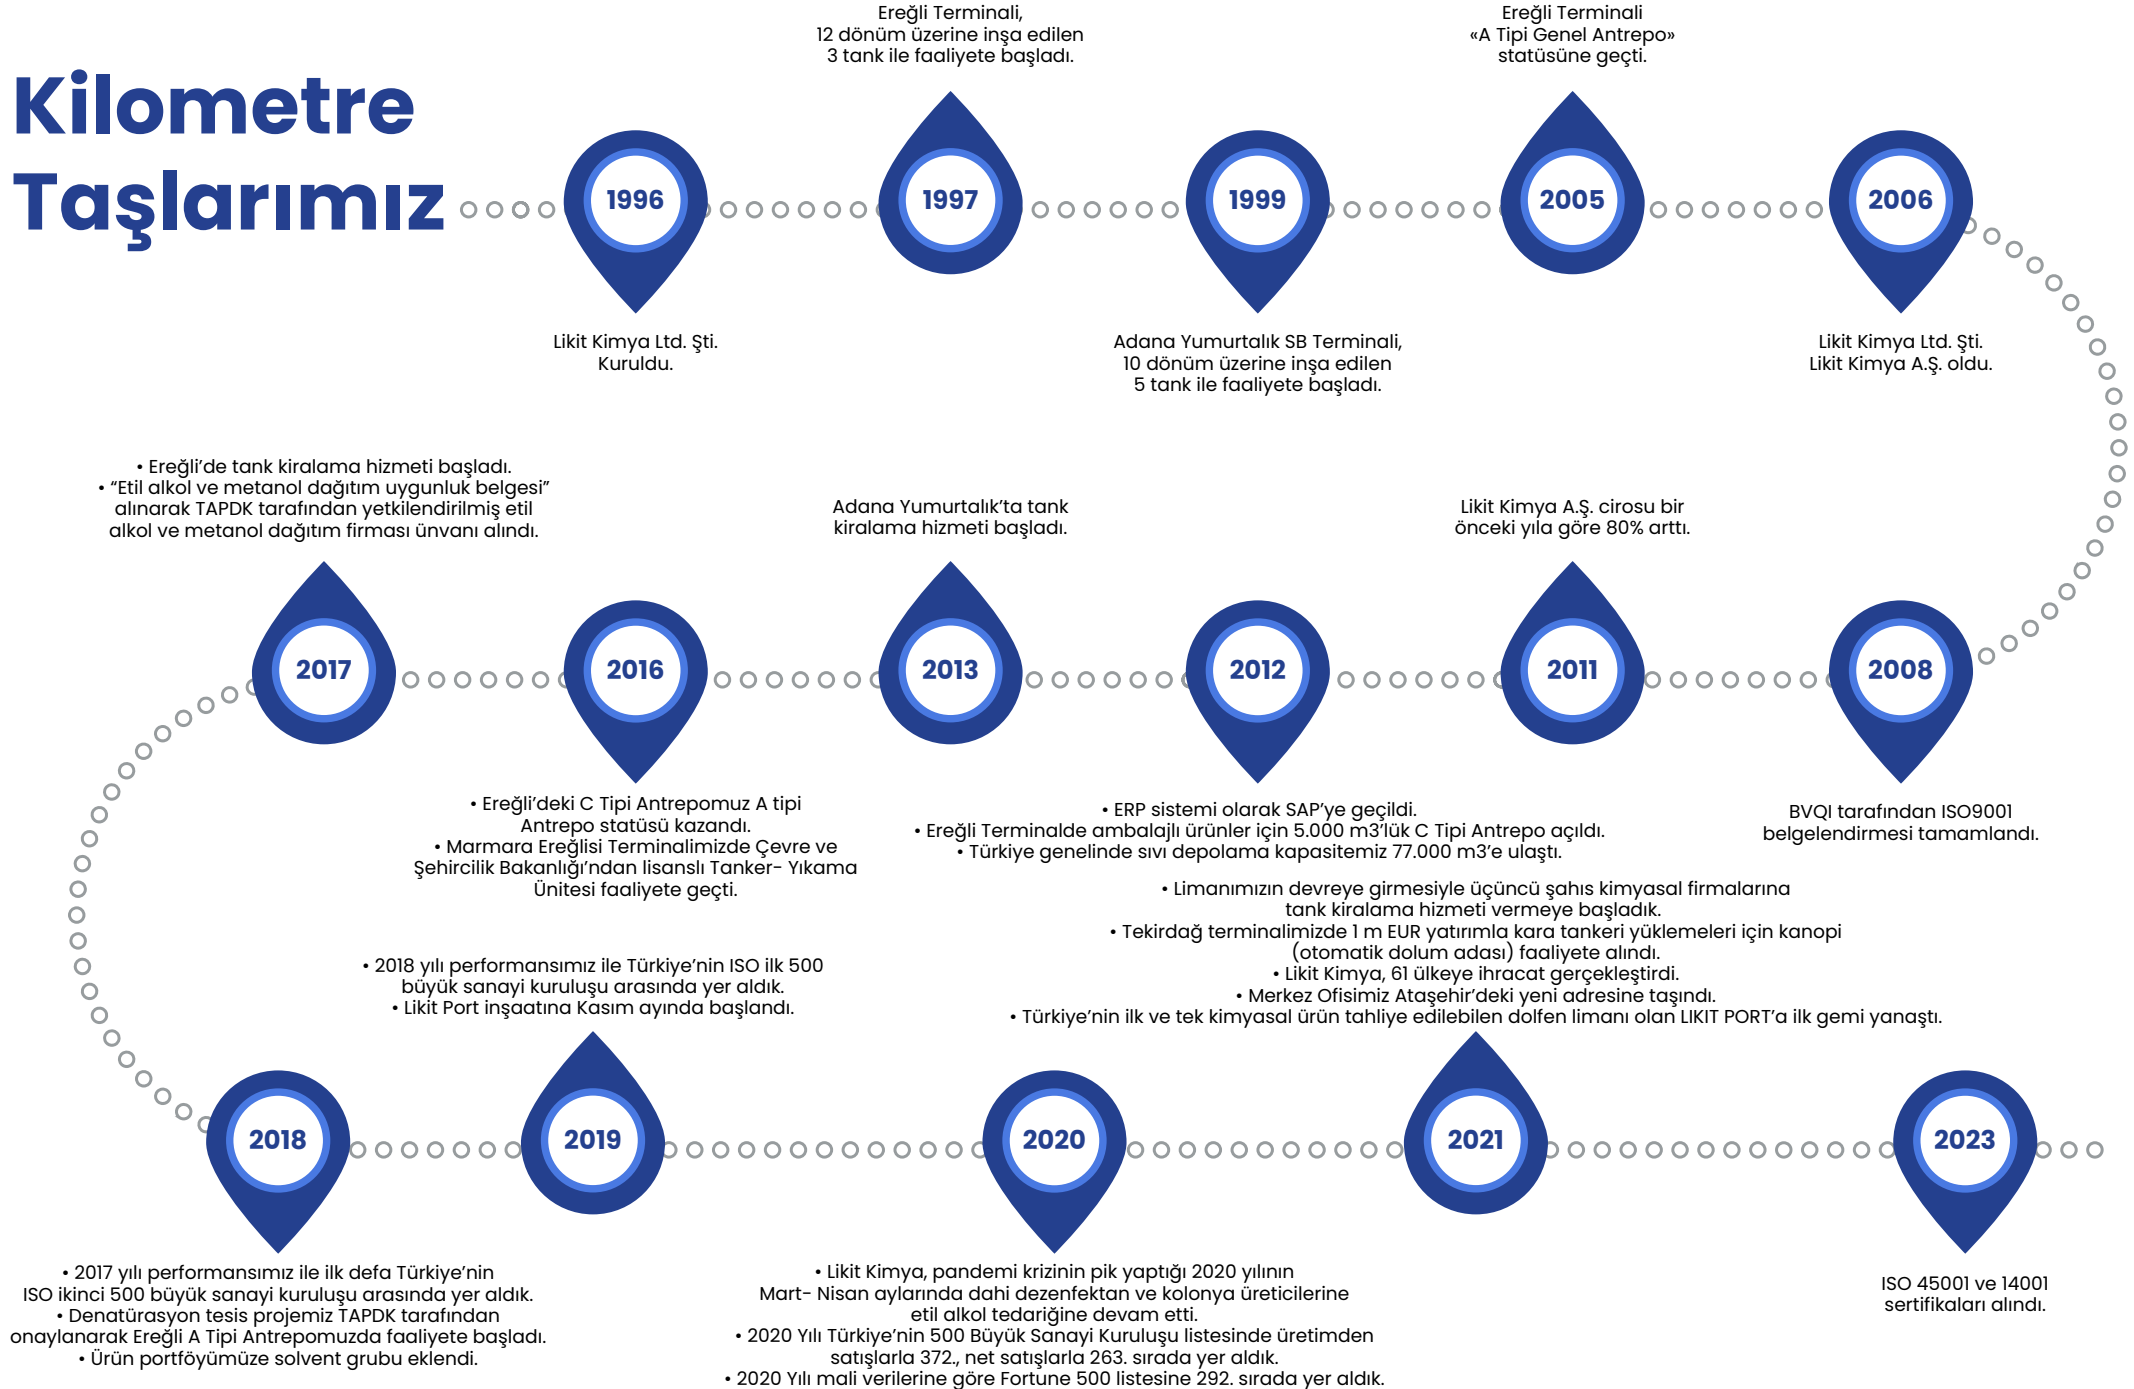 Kilometre
Taşlarımız
1996
Likit Kimya Ltd. Şti.
Kuruldu.
Ereğli Terminali,
12 dönüm üzerine inşa edilen
3 tank ile faaliyete başladı.
1997
1999
Adana Yumurtalık SB Terminali,
10 dönüm üzerine inşa edilen
5 tank ile faaliyete başladı.
Ereğli Terminali
«A Tipi Genel Antrepo»
statüsüne geçti.
2005
2006
Likit Kimya Ltd. Şti.
Likit Kimya A.Ş. oldu.
2008
BVQI tarafından ISO9001
belgelendirmesi tamamlandı.
Likit Kimya A.Ş. cirosu bir
önceki yıla göre 80% arttı.
2011
2012
• ERP sistemi olarak SAP’ye geçildi.
• Ereğli Terminalde ambalajlı ürünler için 5.000 m3’lük C Tipi Antrepo açıldı.
• Türkiye genelinde sıvı depolama kapasitemiz 77.000 m3’e ulaştı.
Adana Yumurtalık’ta tank
kiralama hizmeti başladı.
2013
2016
• Ereğli’deki C Tipi Antrepomuz A tipi
Antrepo statüsü kazandı.
• Marmara Ereğlisi Terminalimizde Çevre ve
Şehircilik Bakanlığı’ndan lisanslı Tanker- Yıkama
Ünitesi faaliyete geçti.
• Ereğli’de tank kiralama hizmeti başladı.
• “Etil alkol ve metanol dağıtım uygunluk belgesi”
alınarak TAPDK tarafından yetkilendirilmiş etil
alkol ve metanol dağıtım firması ünvanı alındı.
2017
2018
• 2017 yılı performansımız ile ilk defa Türkiye’nin
ISO ikinci 500 büyük sanayi kuruluşu arasında yer aldık.
• Denatürasyon tesis projemiz TAPDK tarafından
onaylanarak Ereğli A Tipi Antrepomuzda faaliyete başladı.
• Ürün portföyümüze solvent grubu eklendi.
• 2018 yılı performansımız ile Türkiye’nin ISO ilk 500
büyük sanayi kuruluşu arasında yer aldık.
• Likit Port inşaatına Kasım ayında başlandı.
2019
2020
• Likit Kimya, pandemi krizinin pik yaptığı 2020 yılının
Mart- Nisan aylarında dahi dezenfektan ve kolonya üreticilerine
etil alkol tedariğine devam etti.
• 2020 Yılı Türkiye’nin 500 Büyük Sanayi Kuruluşu listesinde üretimden
satışlarla 372., net satışlarla 263. sırada yer aldık.
• 2020 Yılı mali verilerine göre Fortune 500 listesine 292. sırada yer aldık.
• Limanımızın devreye girmesiyle üçüncü şahıs kimyasal firmalarına
tank kiralama hizmeti vermeye başladık.
• Tekirdağ terminalimizde 1 m EUR yatırımla kara tankeri yüklemeleri için kanopi
(otomatik dolum adası) faaliyete alındı.
• Likit Kimya, 61 ülkeye ihracat gerçekleştirdi.
• Merkez Ofisimiz Ataşehir’deki yeni adresine taşındı.
• Türkiye’nin ilk ve tek kimyasal ürün tahliye edilebilen dolfen limanı olan LIKIT PORT’a ilk gemi yanaştı.
2021
2023
ISO 45001 ve 14001
sertifikaları alındı.